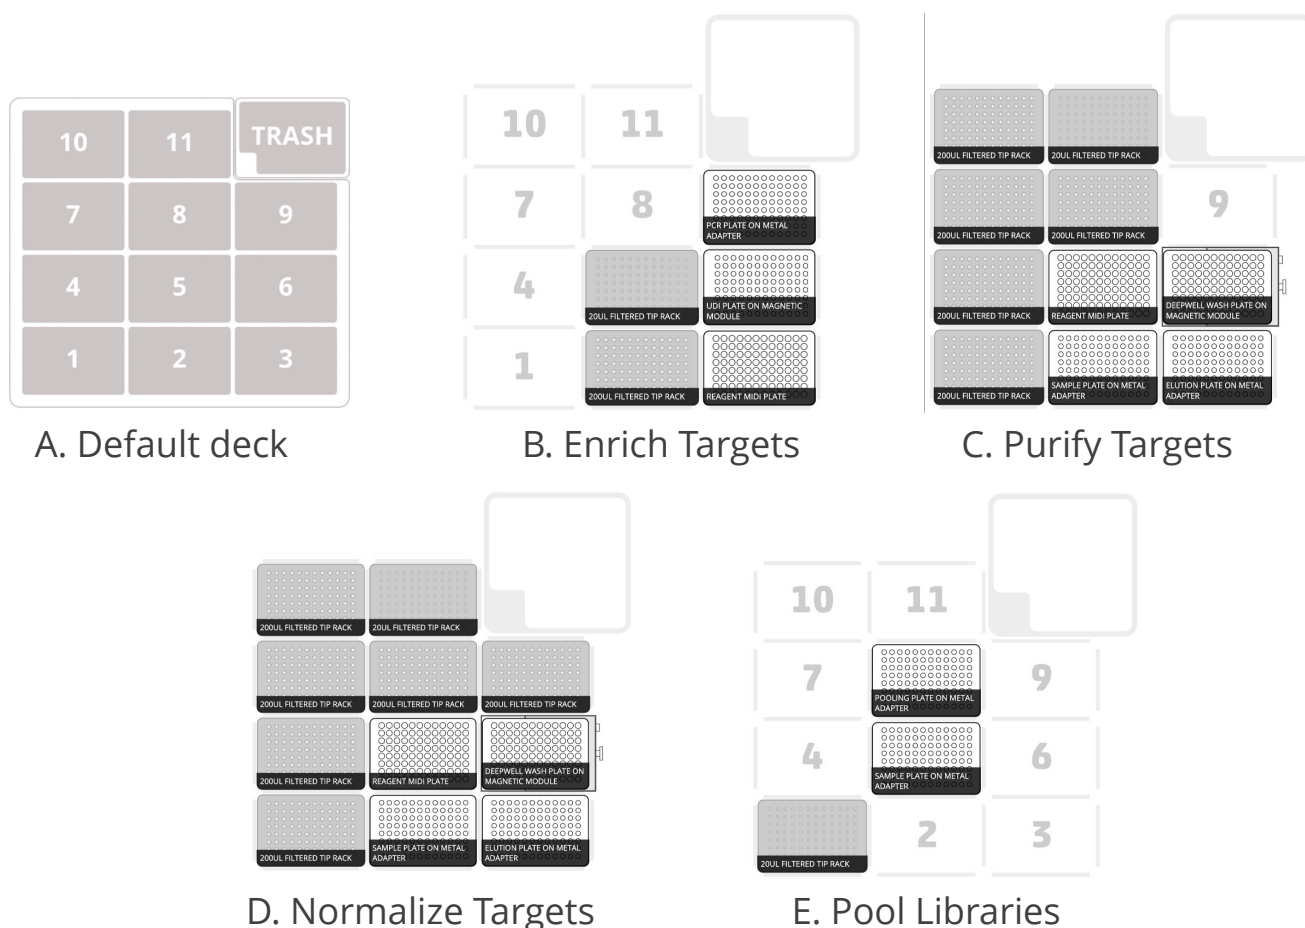 10
11
TRASH
7
8
9
4
5
6
1
2
3
A. Default deck
10
11
7
8
PCR PLATE ON METAL
ADAPTER
4
20UL FILTERED TIP RACK
UDI PLATE ON MAGNETIC
MODULE
1
200UL FILTERED TIP RACK
REAGENT MIDI PLATE
B. Enrich Targets
200UL FILTERED TIP RACK
20UL FILTERED TIP RACK
200UL FILTERED TIP RACK
200UL FILTERED TIP RACK
9
200UL FILTERED TIP RACK
REAGENT MIDI PLATE
DEEPWELL WASH PLATE ON
MAGNETIC MODULE
200UL FILTERED TIP RACK
SAMPLE PLATE ON METAL
ADAPTER
ELUTION PLATE ON METAL
ADAPTER
C. Purify Targets
200UL FILTERED TIP RACK
20UL FILTERED TIP RACK
200UL FILTERED TIP RACK
200UL FILTERED TIP RACK
200UL FILTERED TIP RACK
200UL FILTERED TIP RACK
REAGENT MIDI PLATE
DEEPWELL WASH PLATE ON
MAGNETIC MODULE
200UL FILTERED TIP RACK
SAMPLE PLATE ON METAL
ADAPTER
ELUTION PLATE ON METAL
ADAPTER
D. Normalize Targets
10
11
7
POOLING PLATE ON METAL
ADAPTER
9
4
SAMPLE PLATE ON METAL
ADAPTER
6
20UL FILTERED TIP RACK
2
3
E. Pool Libraries